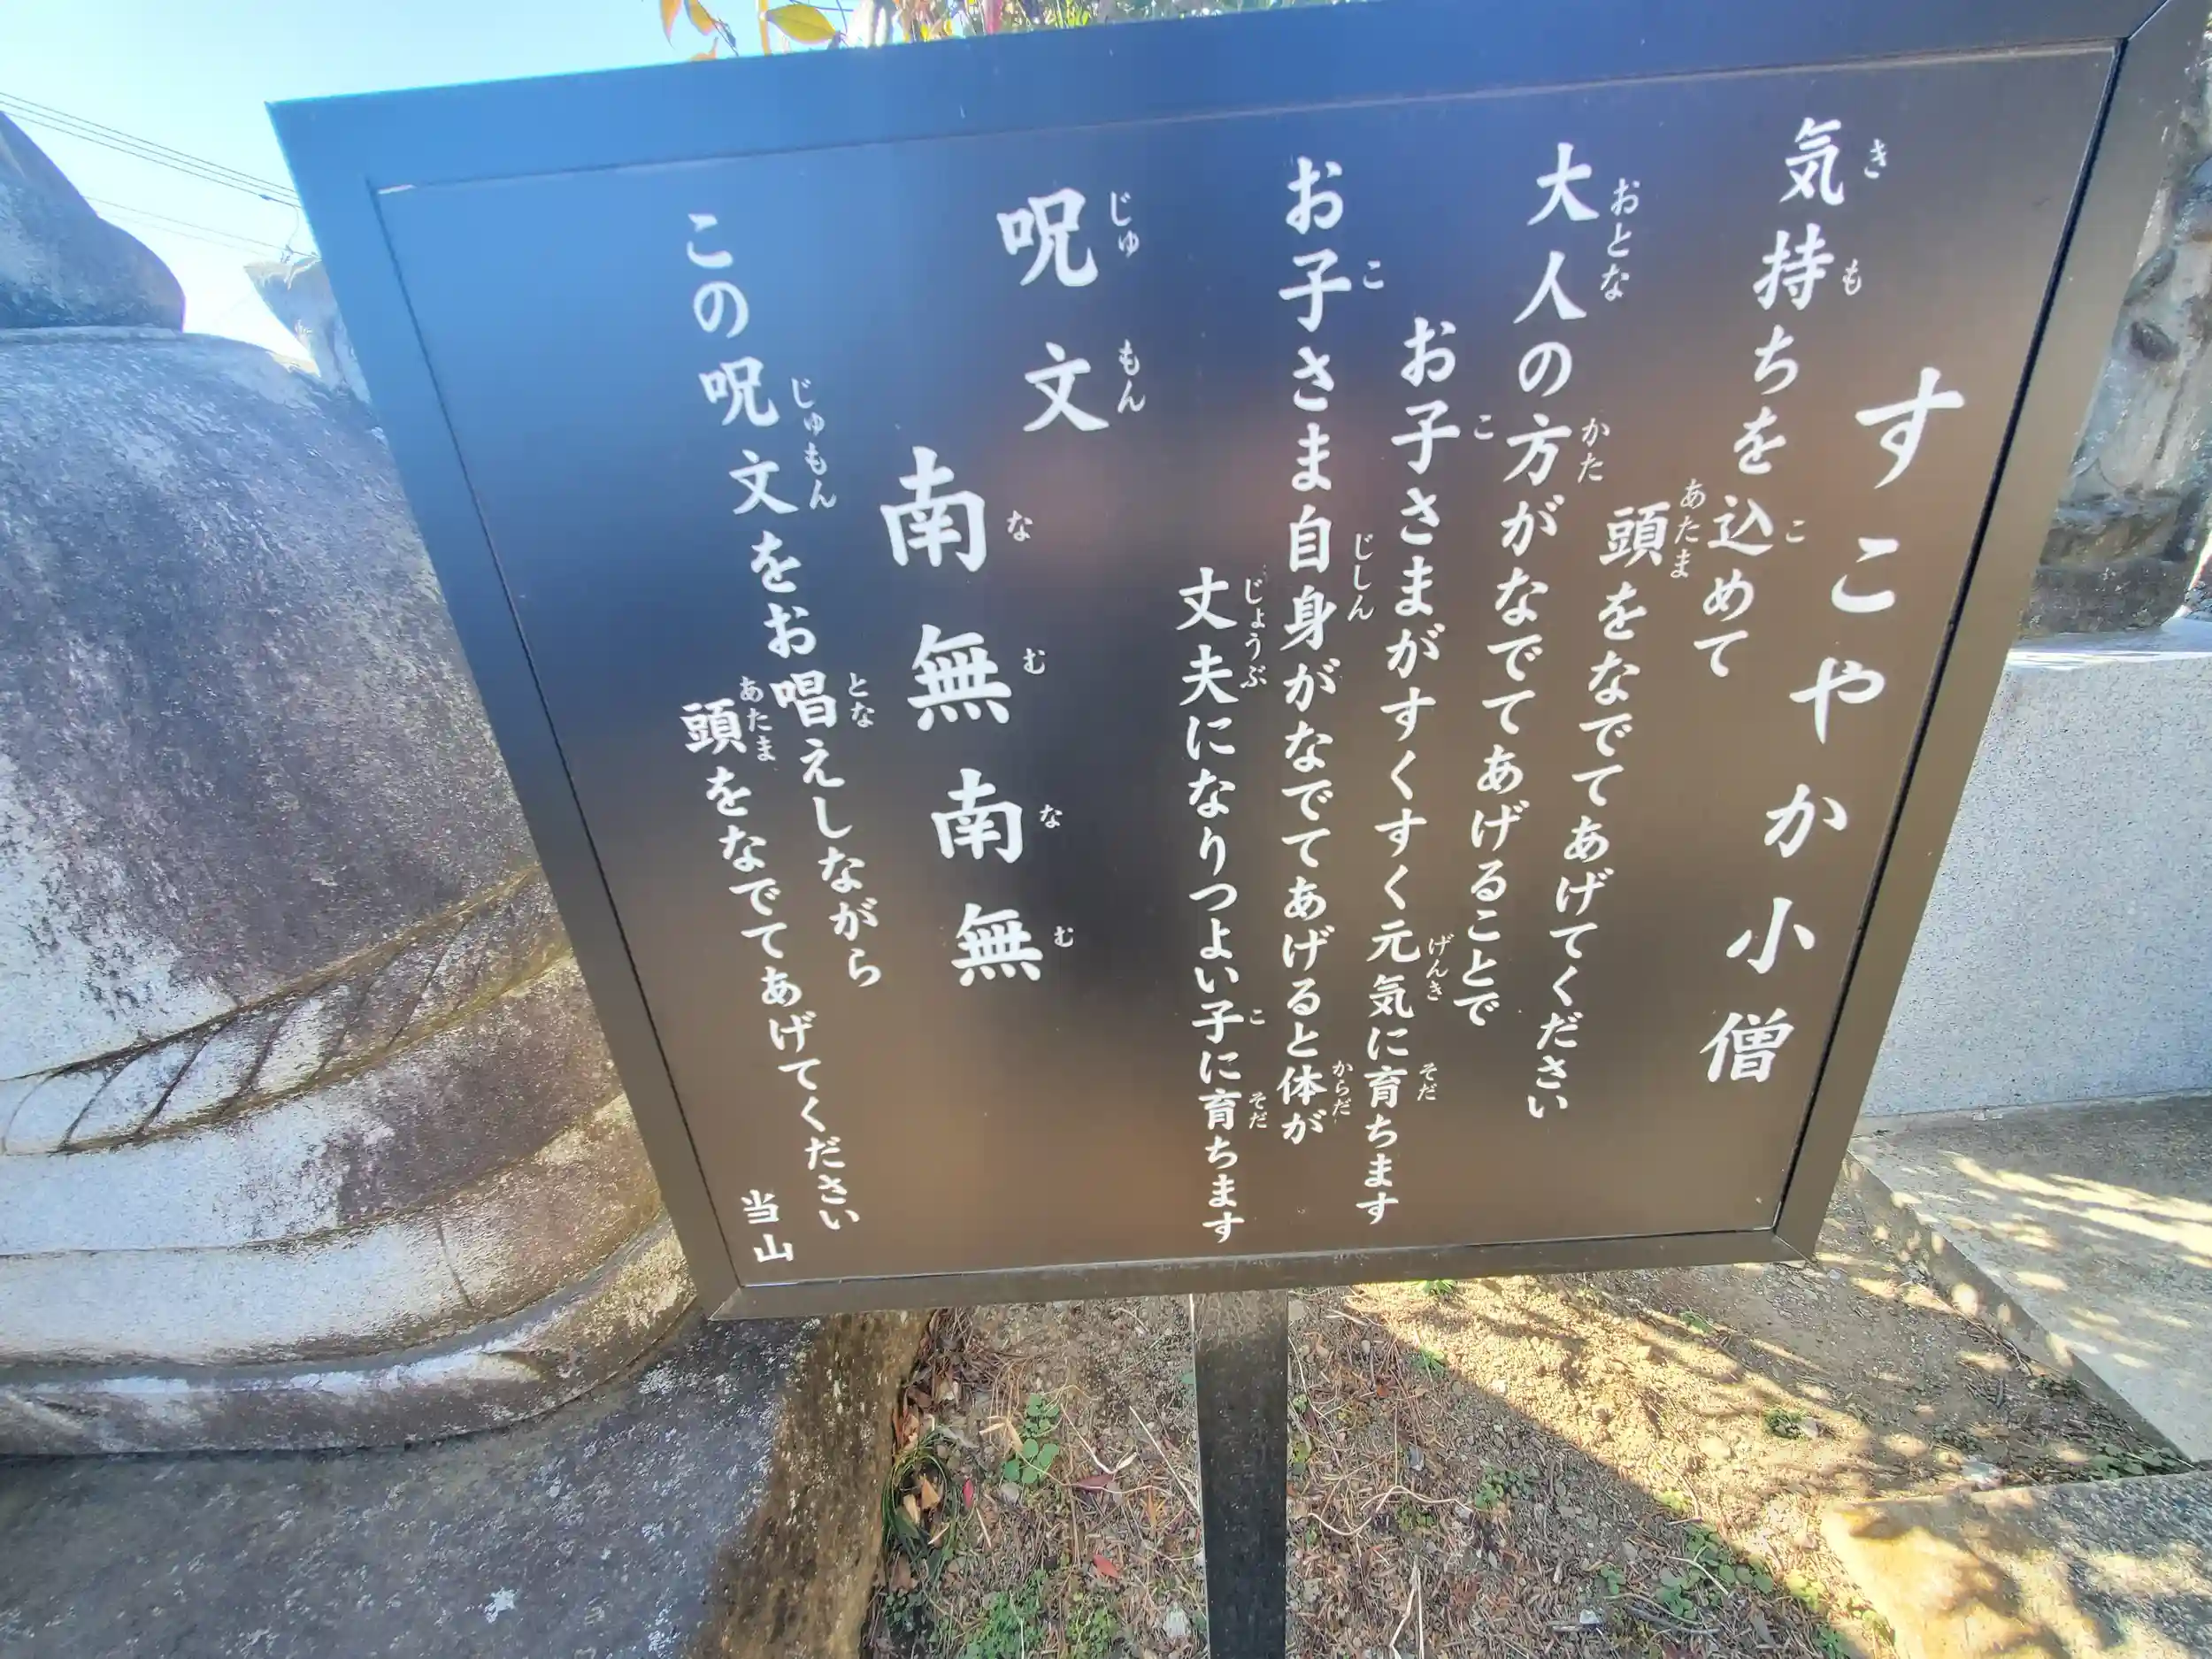 すこやか小僧
気持ちを込めて
頭をなでてあげてください
大人の方がなでてあげることで
お子さまがすくすく元気に育ちます
お子さま自身がなでてあげると体が
丈夫になりつよい子に育ちます
呪文
南無南無
この呪文をお唱えしながら
頭をなでてあげてください
当山